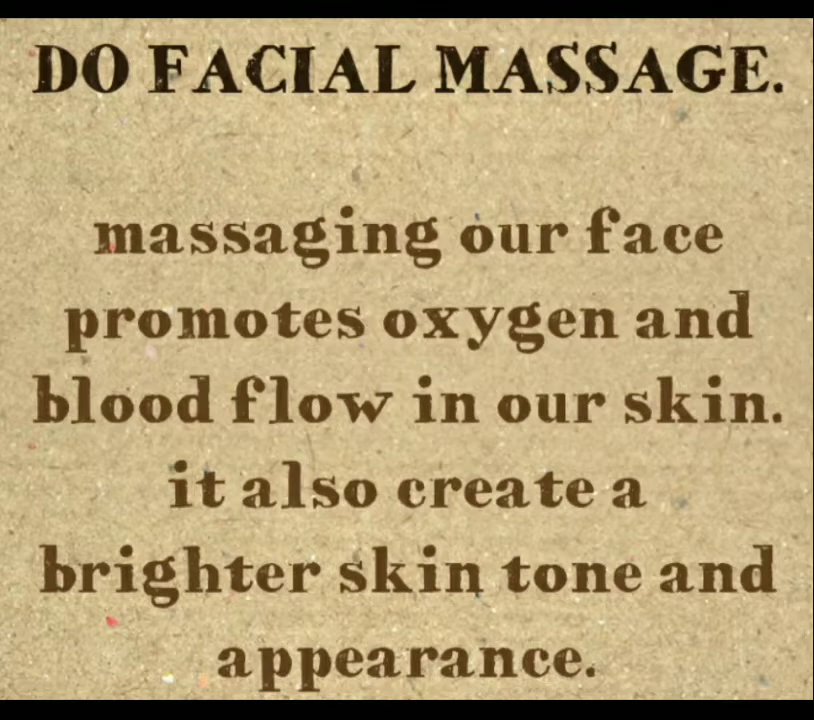 DO FACIAL MASSAGE.
massaging our face
promotes oxygen and
blood flow in our skin.
it also create a
brighter skin tone and
appearance.